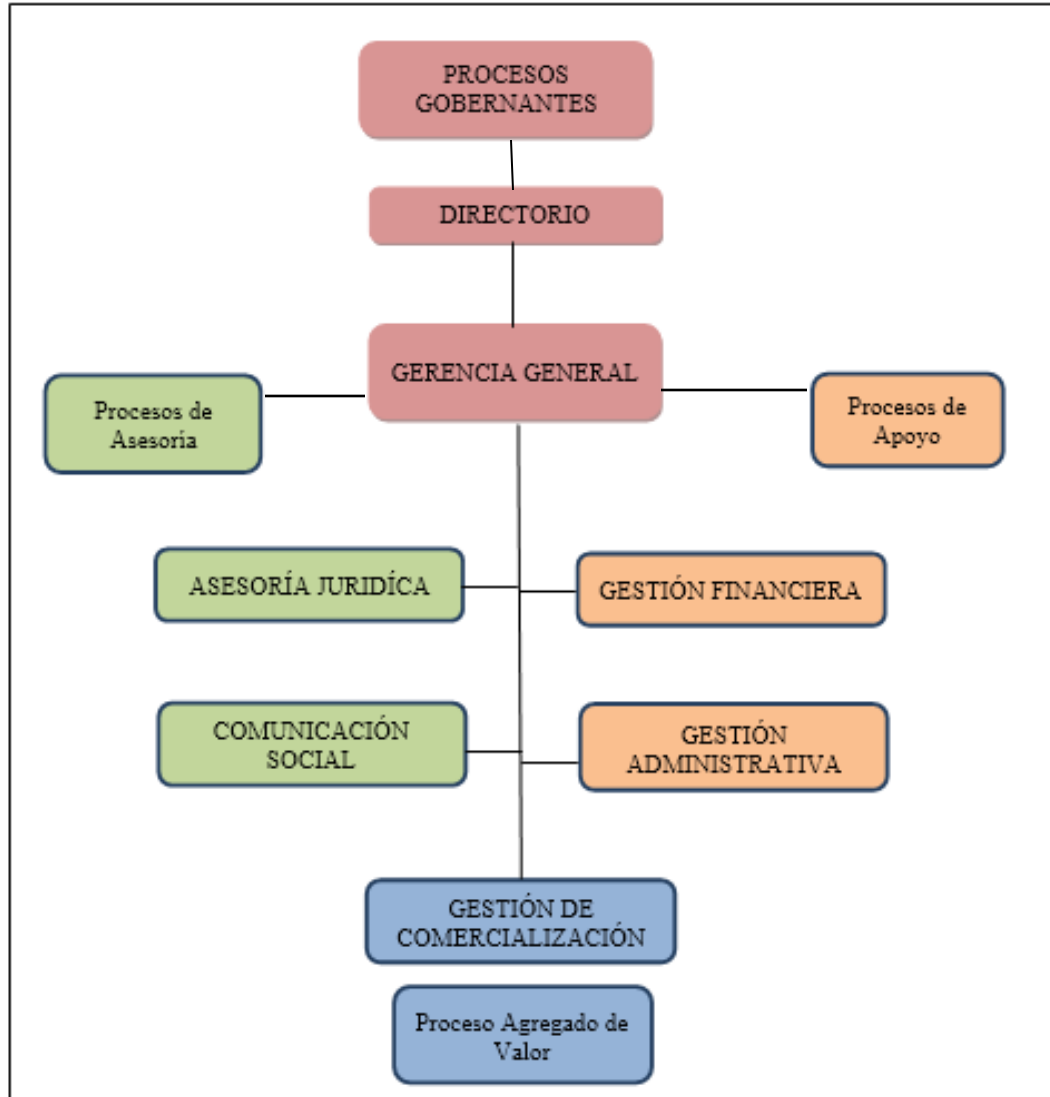 PROCESOS
GOBERNANTES
DIRECTORIO
GERENCIA GENERAL
Procesos de
Asesoria
Procesos de
Apoyo
ASESORÍA JURIDÍCA
GESTIÓN FINANCIERA
COMUNICACIÓN
SOCIAL
GESTIÓN
ADMINISTRATIVA
GESTIÓN DE
COMERCIALIZACIÓN
Proceso Agregado de
Valor